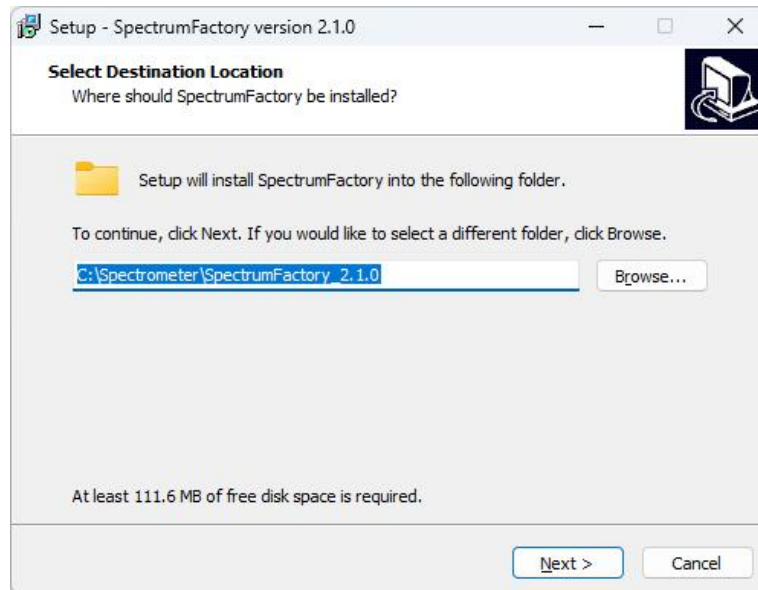 Setup - SpectrumFactory version 2.1.0
Select Destination Location
Where should SpectrumFactory be installed?
Setup will install SpectrumFactory into the following folder.
To continue, click Next. If you would like to select a different folder, click Browse.
C:\Spectrometer\SpectrumFactory_2.1.0
Browse...
At least 111.6 MB of free disk space is required.
Next >
Cancel